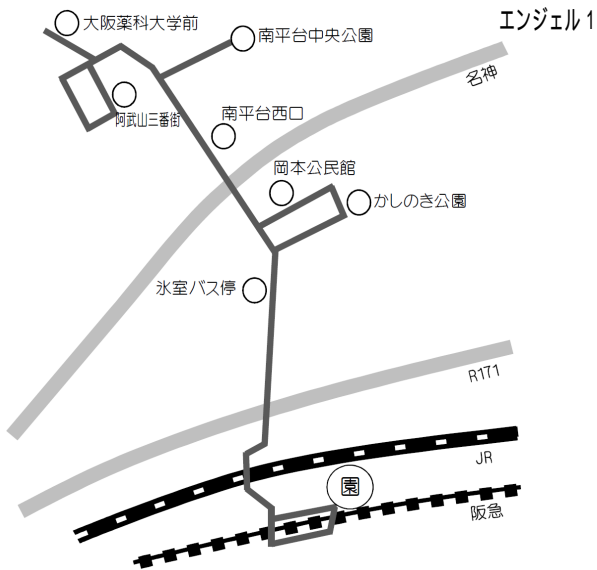 エンジェル1
大阪薬科大学前
南平台中央公園
名神
阿武山三番街
南平台西口
岡本公民館
かしのき公園
氷室バス停
R171
JR
園
阪急